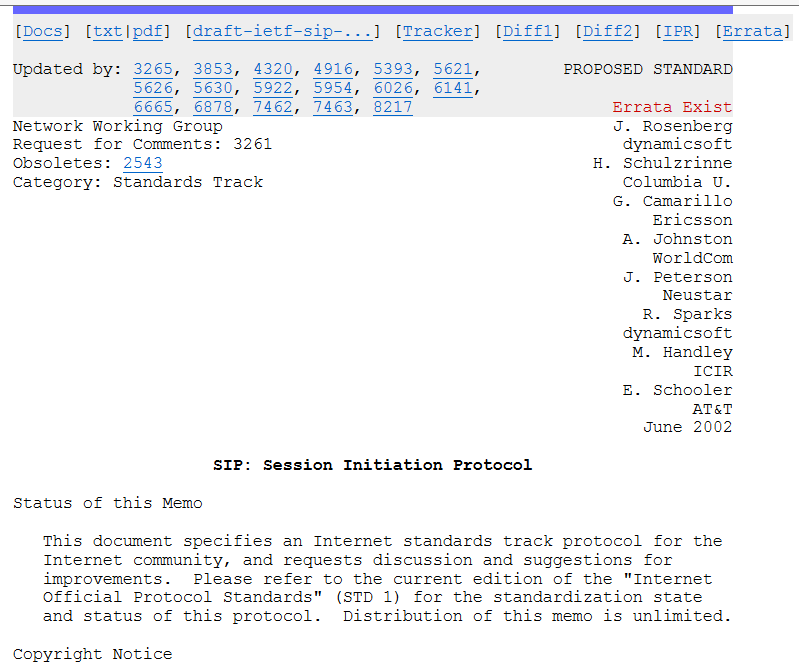 [Docs] [txt|pdf] [draft-ietf-sip-...] [Tracker] [Diff1] [Diff2] [IPR] [Errata]
Updated by: 3265, 3853, 4320, 4916, 5393, 5621, PROPOSED STANDARD
5626, 5630, 5922, 5954, 6026, 6141,
6665, 6878, 7462, 7463, 8217 Errata Exist
Network Working Group J. Rosenberg
Request for Comments: 3261 dynamicsoft
Obsoletes: 2543 H. Schulzrinne
Category: Standards Track Columbia U.
G. Camarillo
Ericsson
A. Johnston
WorldCom
J. Peterson
Neustar
R. Sparks
dynamicsoft
M. Handley
ICIR
E. Schooler
AT&T
June 2002
SIP: Session Initiation Protocol
Status of this Memo
This document specifies an Internet standards track protocol for the
Internet community, and requests discussion and suggestions for
improvements. Please refer to the current edition of the "Internet
Official Protocol Standards" (STD 1) for the standardization state
and status of this protocol. Distribution of this memo is unlimited.
Copyright Notice